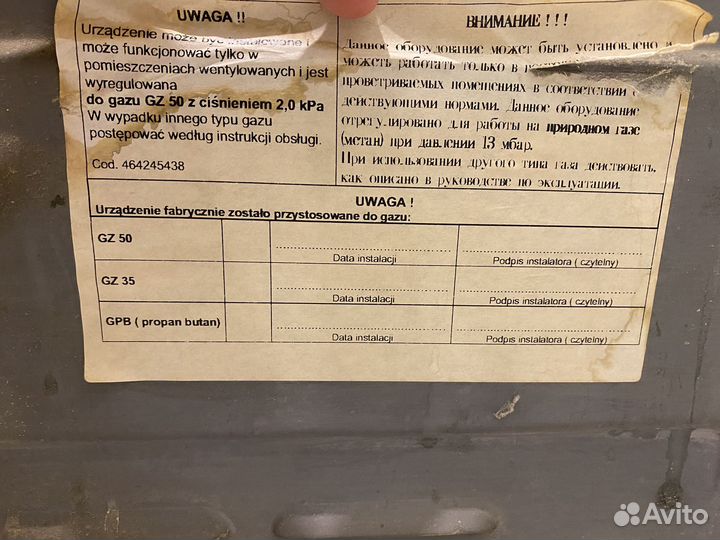 UWAGA !!
Urządzenie może być instalowane i
może funkcjonować tylko w
pomieszczeniach wentylowanych i jest
wyregulowana
do gazu GZ 50 z ciśnieniem 2,0 kPa
W wypadku innego typu gazu
postępować według instrukcji obsługi.
Cod. 464245438
ВНИМАНИЕ ! ! !
Данное оборудование может быть установлено и
можеть работать только в
проветриваемых помещениях в соответствии с
действующими нормами. Данное оборудование
отрегулировано для работы на природном газе
(метан) при давлении 13 мбар.
При использовании другого типа газа действовать,
как описано в руководстве по эксплуатации.
UWAGA !
Urządzenie fabrycznie zostało przystosowane do gazu:
GZ 50
Data instalacji
Podpis instalatora ( czytelny)
GZ 35
Data instalacji
Podpis instalatora ( czytelny)
GPB ( propan butan)
Data instalacji
Podpis instalatora ( czytelny)
Avito